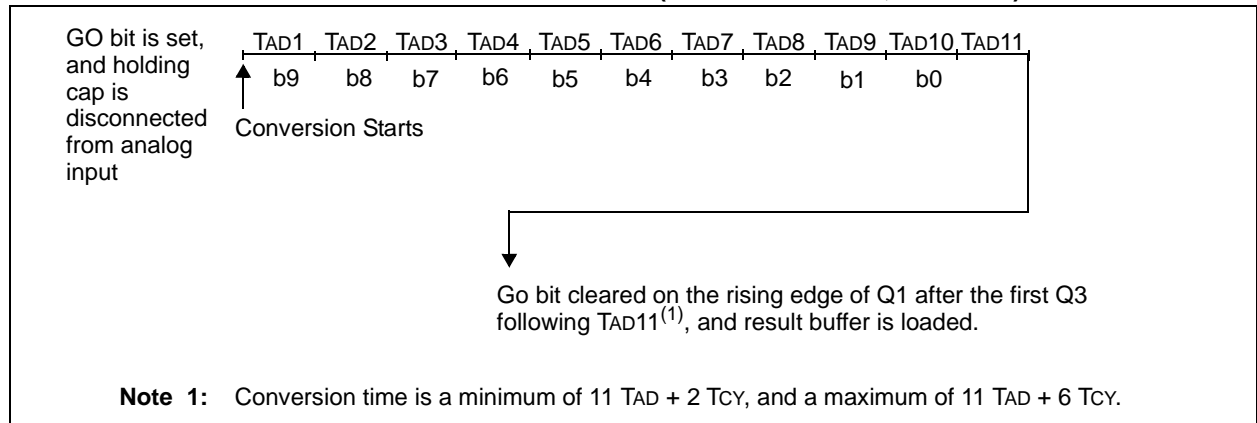 GO bit is set,
and holding
cap is
disconnected
from analog
input
TAD1 TAD2 TAD3 TAD4 TAD5 TAD6 TAD7 TAD8 TAD9 TAD10 TAD11
b9 b8 b7 b6 b5 b4 b3 b2 b1 b0
Conversion Starts
Go bit cleared on the rising edge of Q1 after the first Q3
following TAD11(1), and result buffer is loaded.
Note 1: Conversion time is a minimum of 11 TAD + 2 TCY, and a maximum of 11 TAD + 6 TCY.